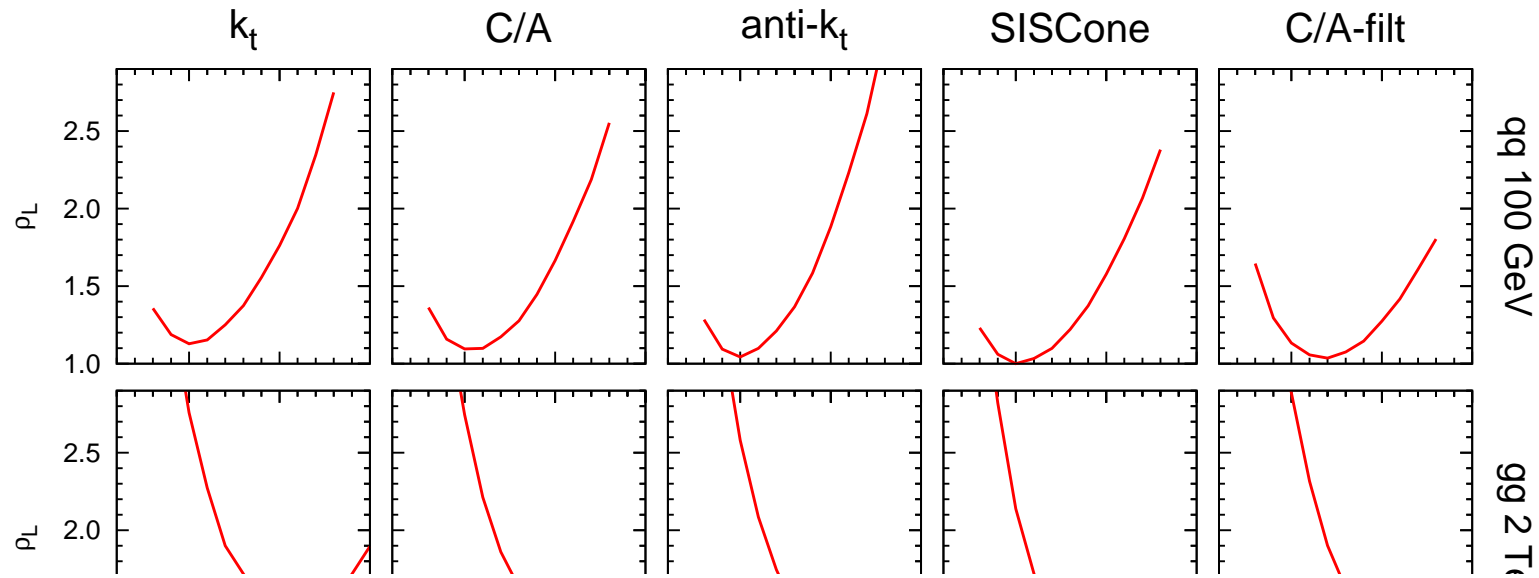 k_t C/A anti-k_t SISCone C/A-filt
2.5
2.0
1.5
1.0
ρ_L
qq 100 GeV
2.5
2.0
ρ_L
gg 2